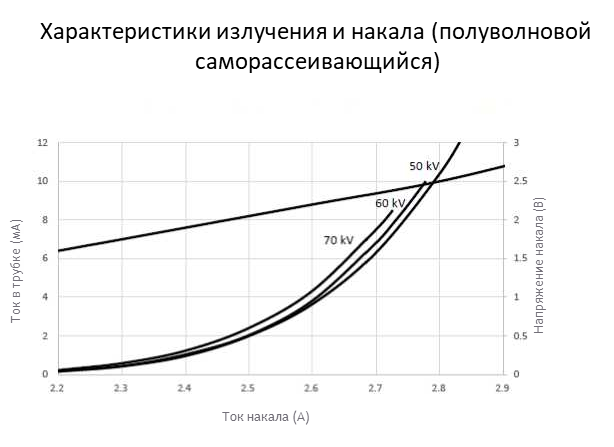 Характеристики излучения и накала (полуволновой
саморассеивающийся)
12
10
8
6
4
2
0
3
2.5
2
1.5
1
0.5
0
50 kV
60 kV
70 kV
Ток в трубке (мА)
Напряжение накала (В)
2.2 2.3 2.4 2.5 2.6 2.7 2.8 2.9
Ток накала (А)